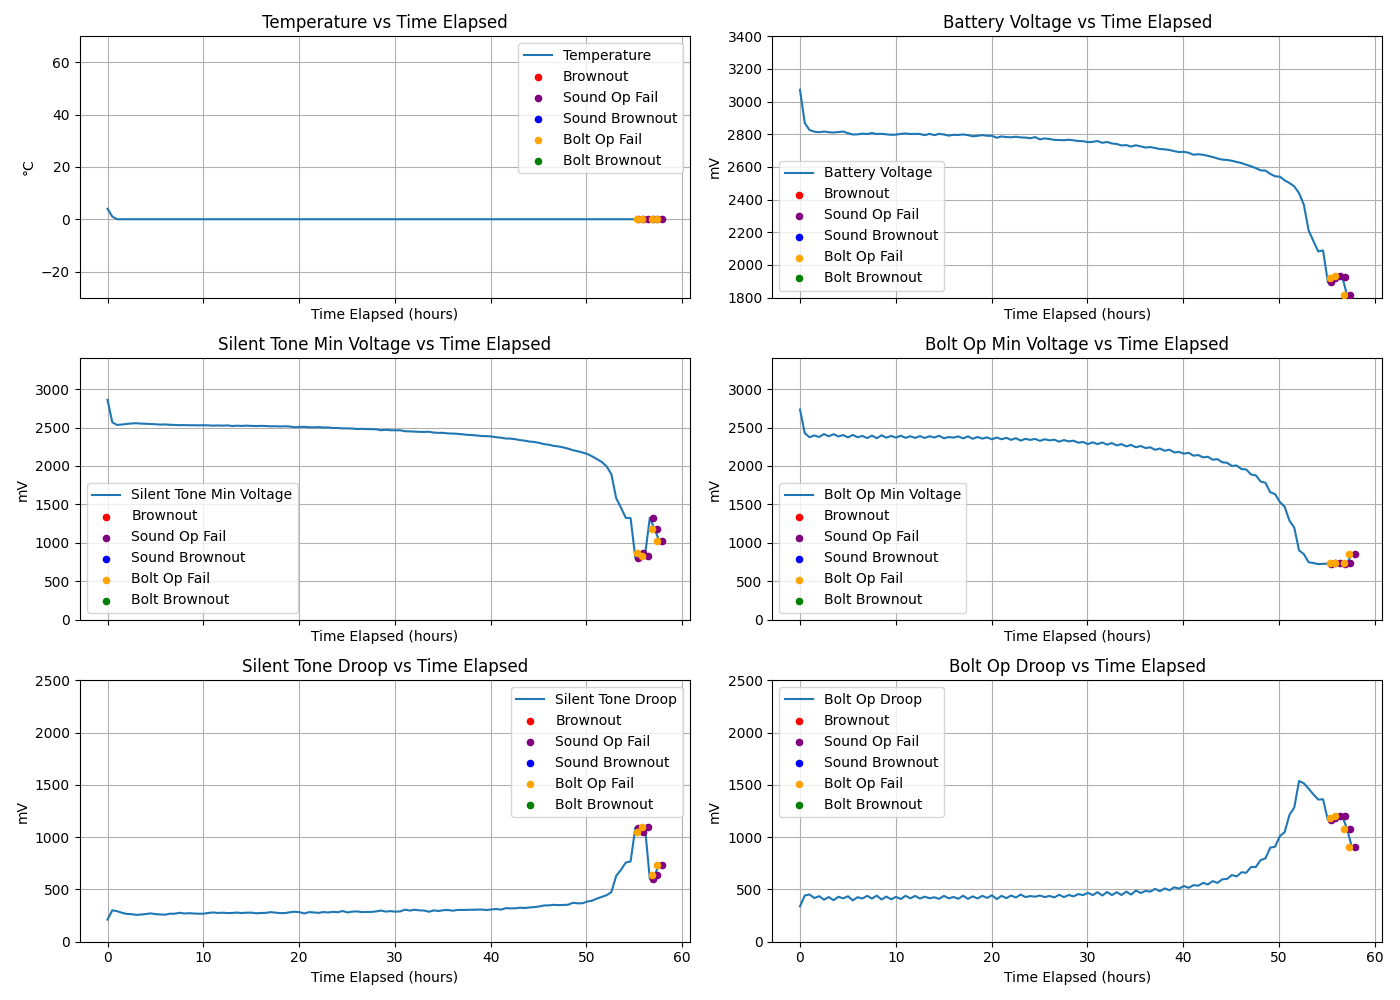 Temperature vs Time Elapsed
60
40
20
0
−20
°C
Temperature
Brownout
Sound Op Fail
Sound Brownout
Bolt Op Fail
Bolt Brownout
Time Elapsed (hours)
Battery Voltage vs Time Elapsed
3400
3200
3000
2800
2600
2400
2200
2000
1800
mV
Battery Voltage
Brownout
Sound Op Fail
Sound Brownout
Bolt Op Fail
Bolt Brownout
Time Elapsed (hours)
Silent Tone Min Voltage vs Time Elapsed
3000
2500
2000
1500
1000
500
0
mV
Silent Tone Min Voltage
Brownout
Sound Op Fail
Sound Brownout
Bolt Op Fail
Bolt Brownout
Time Elapsed (hours)
Bolt Op Min Voltage vs Time Elapsed
3000
2500
2000
1500
1000
500
0
mV
Bolt Op Min Voltage
Brownout
Sound Op Fail
Sound Brownout
Bolt Op Fail
Bolt Brownout
Time Elapsed (hours)
Silent Tone Droop vs Time Elapsed
2500
2000
1500
1000
500
0
mV
Silent Tone Droop
Brownout
Sound Op Fail
Sound Brownout
Bolt Op Fail
Bolt Brownout
0 10 20 30 40 50 60
Time Elapsed (hours)
Bolt Op Droop vs Time Elapsed
2500
2000
1500
1000
500
0
mV
Bolt Op Droop
Brownout
Sound Op Fail
Sound Brownout
Bolt Op Fail
Bolt Brownout
0 10 20 30 40 50 60
Time Elapsed (hours)